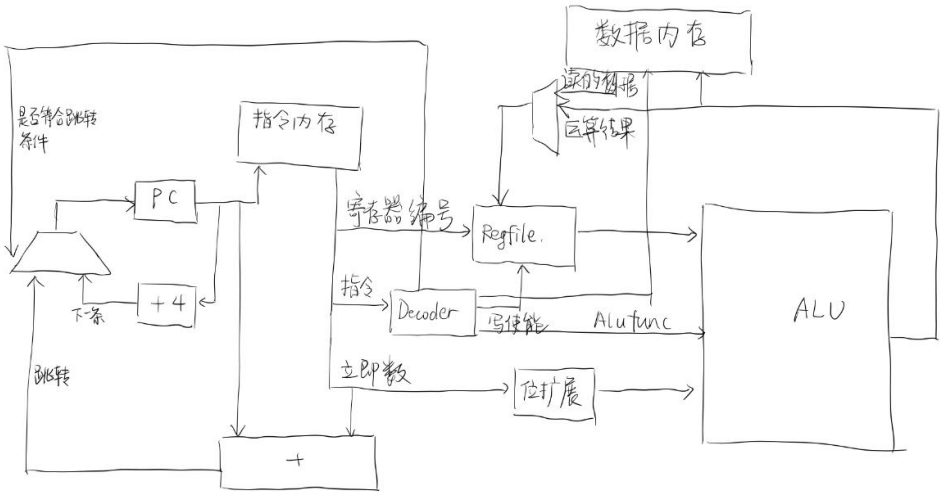 数据内存
读的数据
运算结果
是否符合跳转
条件
指令内存
PC
寄存器编号
Regfile.
+4
下一条
指令
Decoder
写使能
Alufunc
ALU
跳转
立即数
位扩展
+